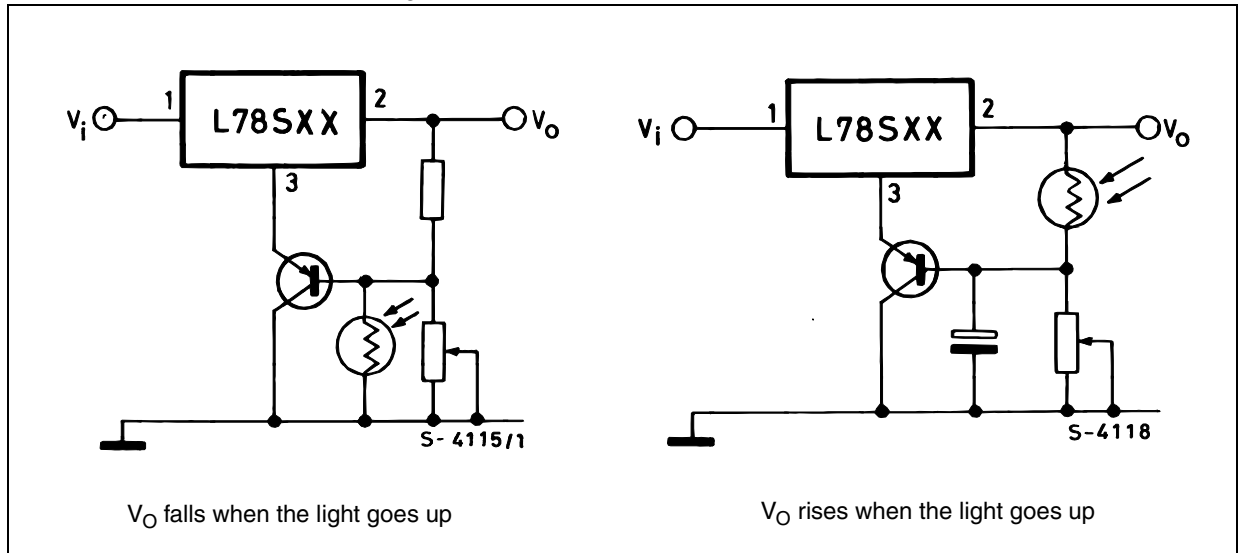 1
L78SXX
2
Vi
Vo
3
S-4115/1
VO falls when the light goes up
1
L78SXX
2
Vi
Vo
3
S-4118
VO rises when the light goes up